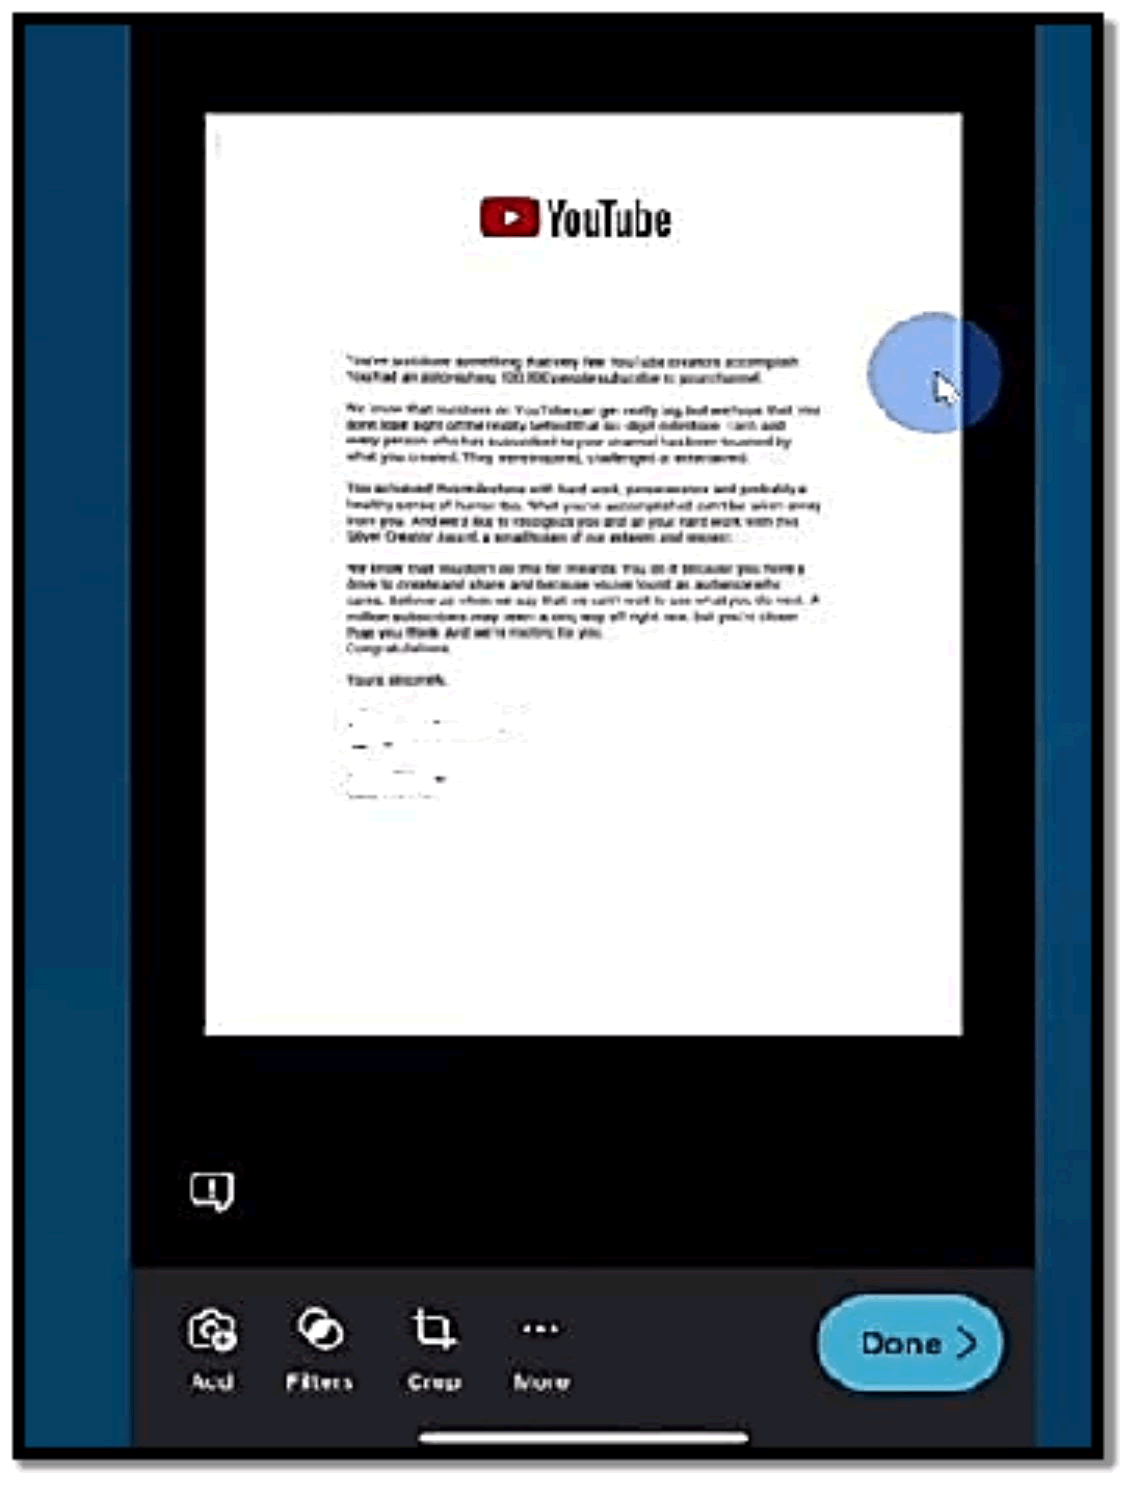 YouTube
You've just done something that very few YouTube creators accomplish.
You had an astonishing 100,000 people subscribe to your channel.
We know that numbers on YouTube can get really big, but we hope that you
don't lose sight of the reality behind that six-digit milestone. Each and
every person who has subscribed to your channel has been touched by
what you created. They were inspired, challenged or entertained.
You achieved this milestone with hard work, perseverance and probably a
healthy sense of humor too. What you've accomplished can't be taken away
from you. And we'd like to recognize you and all your hard work with this
Silver Creator Award, a small token of our esteem and respect.
We know that you don't do this for rewards. You do it because you have a
drive to create and share and because you've found an audience who
cares. Believe us when we say that we can't wait to see what you do next. A
million subscribers may seem a long way off right now, but you're closer
than you think. And we're rooting for you.
Congratulations.
Yours sincerely,
Add
Filters
Crop
More
Done